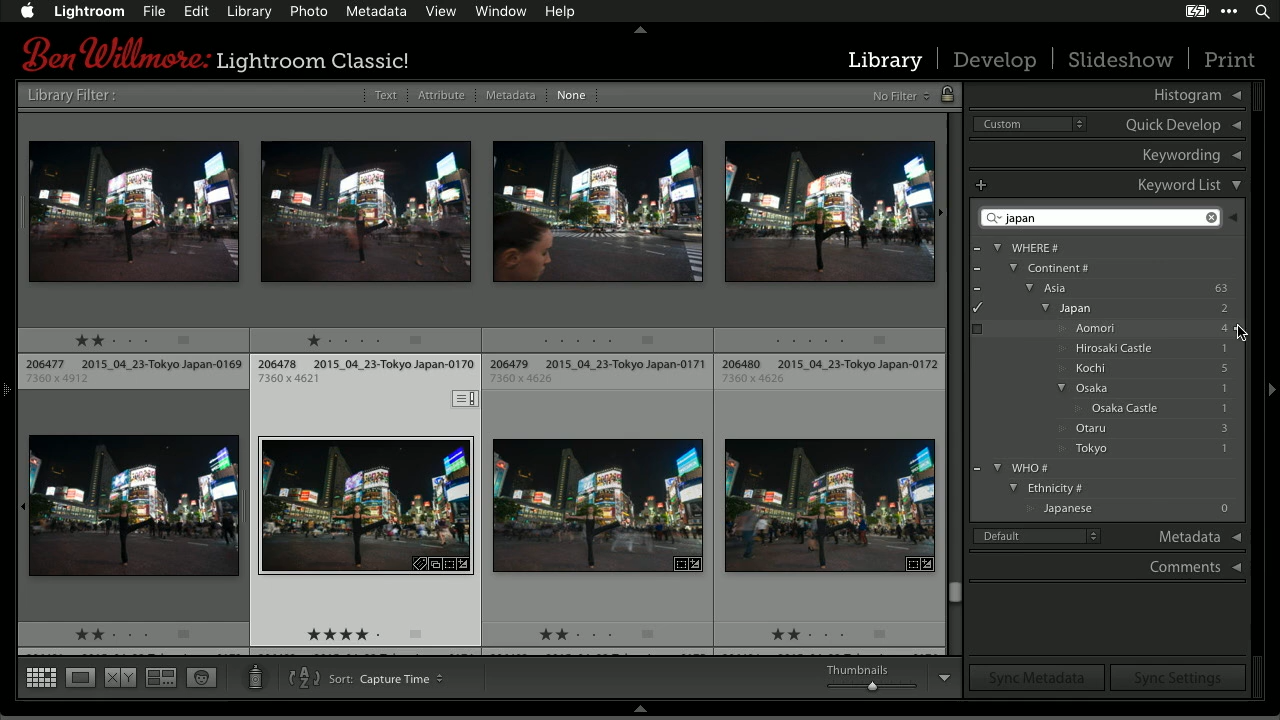 Lightroom File Edit Library Photo Metadata View Window Help
Ben Willmore: Lightroom Classic!
Library Develop Slideshow Print
Library Filter : Text Attribute Metadata None No Filter
Histogram
Custom Quick Develop
Keywording
Keyword List
japan
WHERE #
Continent #
Asia 63
Japan 2
Aomori 4
Hirosaki Castle 1
Kochi 5
Osaka 1
Osaka Castle 1
Otaru 3
Tokyo 1
WHO #
Ethnicity #
Japanese 0
Default Metadata
Comments
206477 2015_04_23-Tokyo Japan-0169
7360 x 4912
206478 2015_04_23-Tokyo Japan-0170
7360 x 4621
206479 2015_04_23-Tokyo Japan-0171
7360 x 4626
206480 2015_04_23-Tokyo Japan-0172
7360 x 4626
Sort: Capture Time
Thumbnails
Sync Metadata Sync Settings